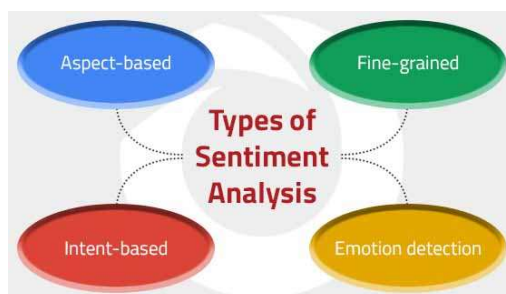 Aspect-based
Fine-grained
Types of
Sentiment
Analysis
Intent-based
Emotion detection